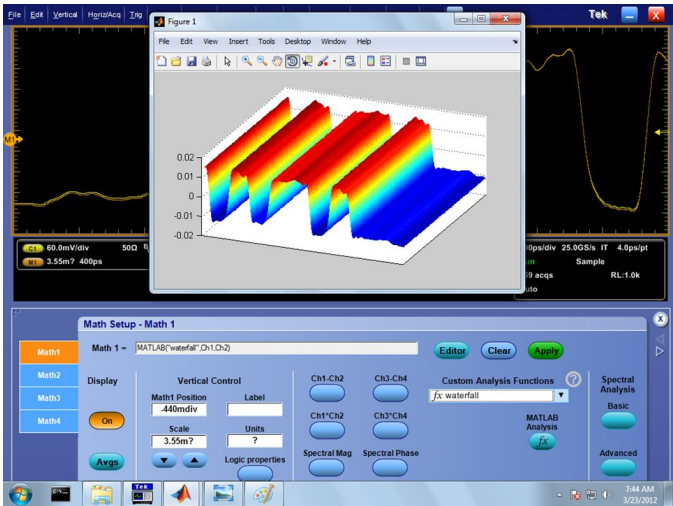 File Edit Vertical Horiz/Acq Trig
Tek
X
Figure 1
File Edit View Insert Tools Desktop Window Help
0.02
0.01
0
-0.01
-0.02
M1
C1 60.0mV/div 50Ω
M1 3.55m? 400ps
0ps/div 25.0GS/s IT 4.0ps/pt
Sample
9 acqs RL:1.0k
uto
Math Setup - Math 1
X
Math1
Math2
Math3
Math4
Math 1 = MATLAB("waterfall",Ch1,Ch2)
Editor Clear Apply
Display
On
Avgs
Vertical Control
Math1 Position Label
-440mdiv
Scale Units
3.55m? ?
Logic properties
Ch1-Ch2 Ch3-Ch4
Ch1*Ch2 Ch3*Ch4
Spectral Mag Spectral Phase
Custom Analysis Functions ?
fx waterfall
MATLAB
Analysis
fx
Spectral
Analysis
Basic
Advanced
C:\_
Tek
7:44 AM
3/23/2012